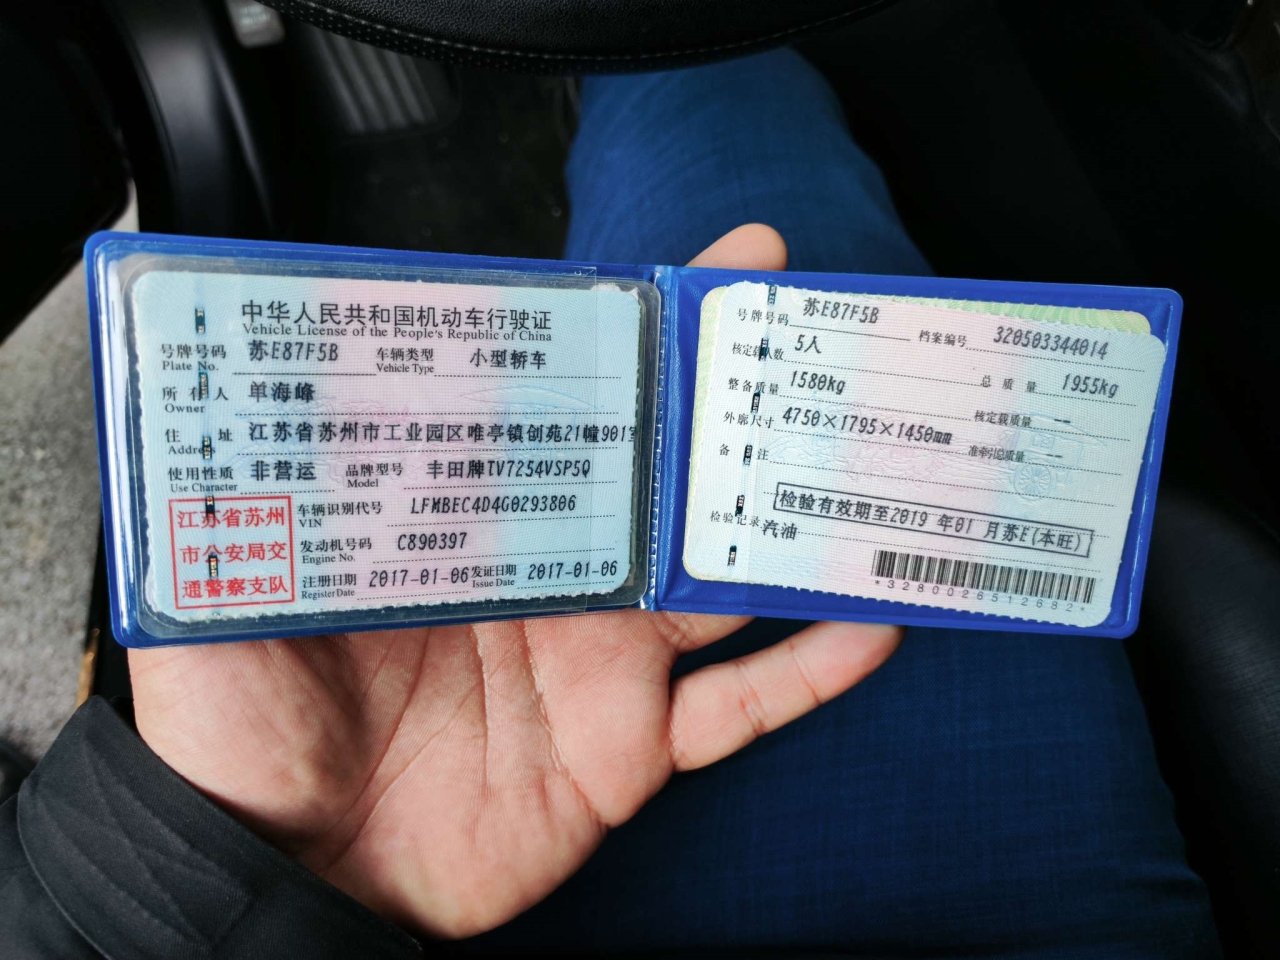 中华人民共和国机动车行驶证
Vehicle License of the People's Republic of China
号牌号码 苏E87F5B 车辆类型 小型轿车
Plate No. Vehicle Type
所有人 单海峰
Owner
住址 江苏省苏州市工业园区唯亭镇创苑21幢901室
Address
使用性质 非营运 品牌型号 丰田牌TV7254VSP5Q
Use Character Model
江苏省苏州
市公安局交
通警察支队
车辆识别代号 LFMBEC4D4G0293806
VIN
发动机号码 C890397
Engine No.
注册日期 2017-01-06 发证日期 2017-01-06
Register Date Issue Date
号牌号码 苏E87F5B 档案编号 320503344014
核定载人数 5人 总质量 1955kg
整备质量 1580kg 核定载质量 --
外廓尺寸 4750×1795×1450mm 准牵引总质量 --
备注
检验有效期至2019 年01 月苏E(本旺)
检验记录 汽油
*3280026512682*